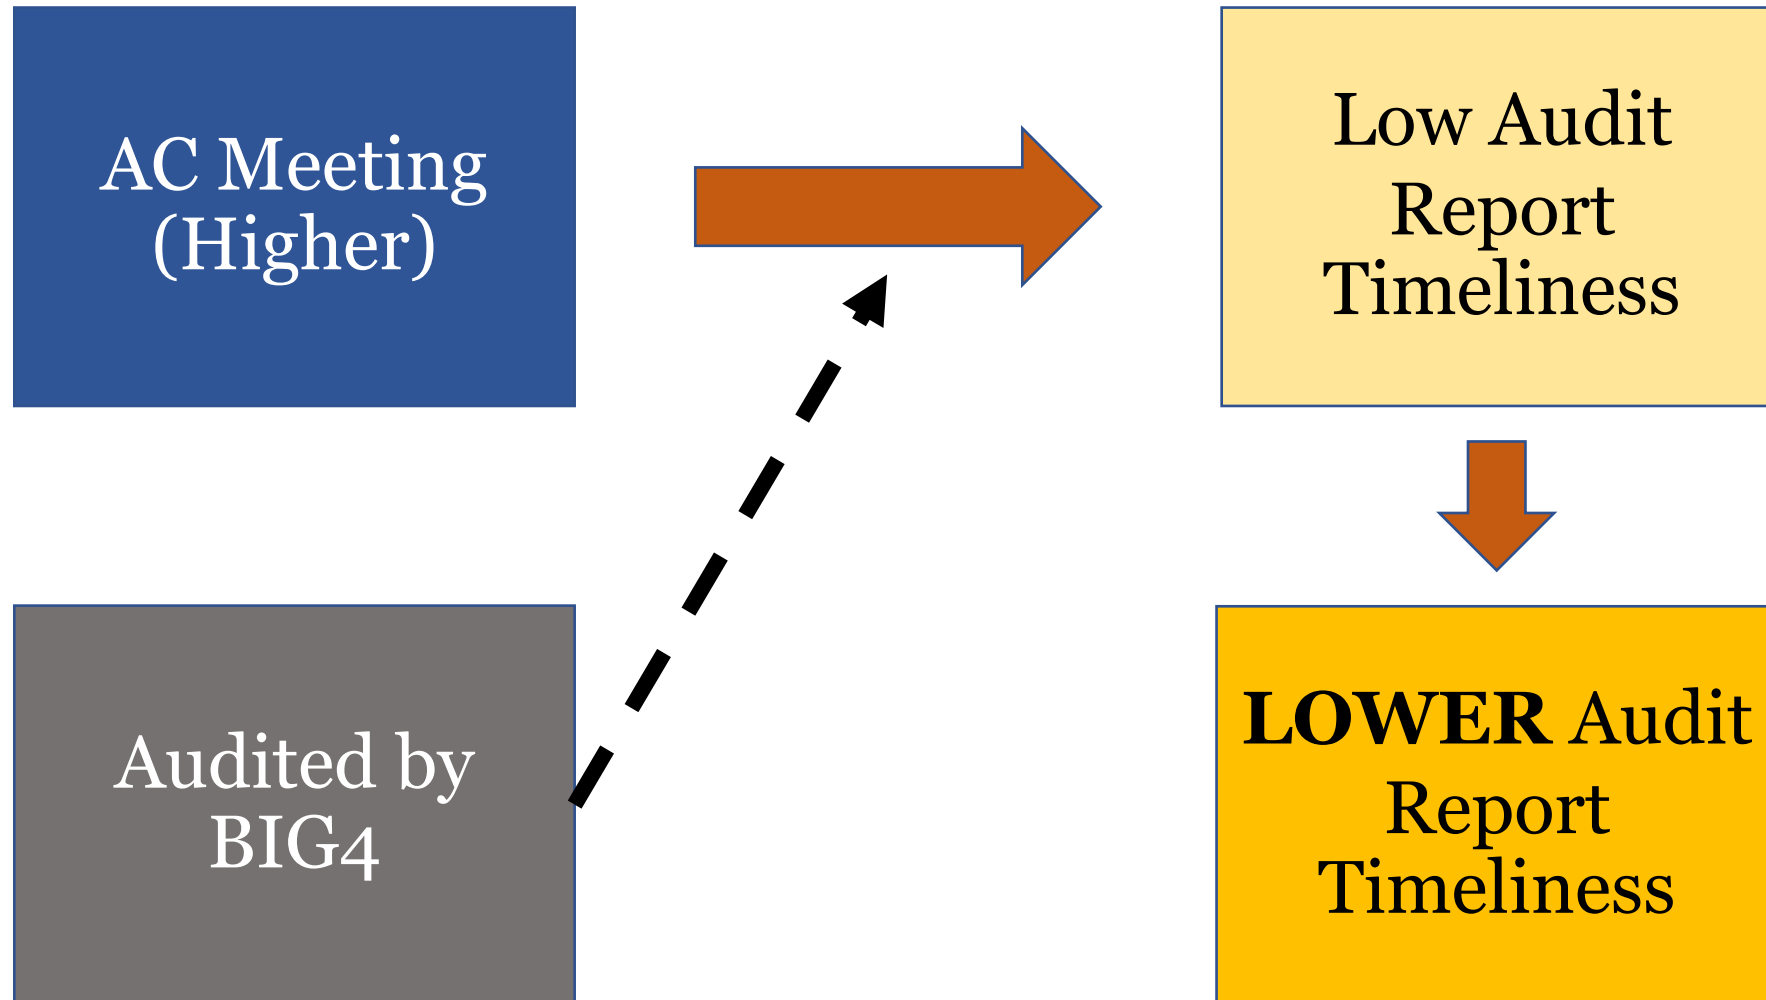 AC Meeting
(Higher)
Low Audit
Report
Timeliness
Audited by
BIG4
LOWER Audit
Report
Timeliness